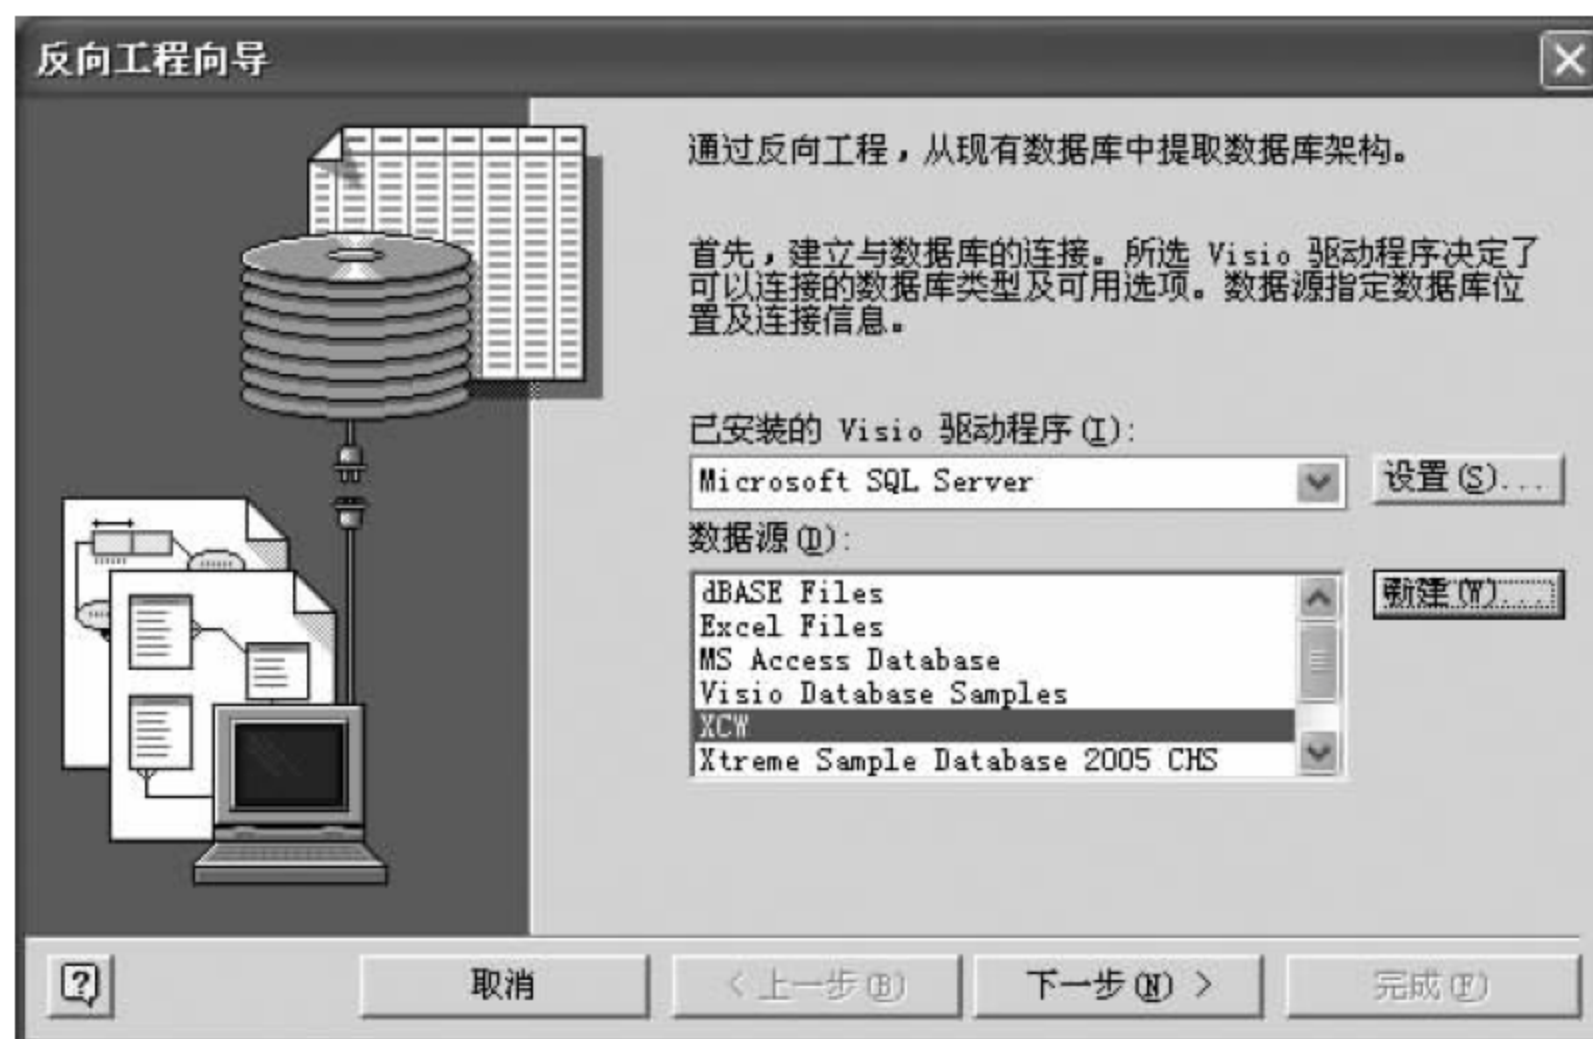 反向工程向导
通过反向工程，从现有数据库中提取数据库架构。
首先，建立与数据库的连接。所选 Visio 驱动程序决定了
可以连接的数据库类型及可用选项。数据源指定数据库位
置及连接信息。
已安装的 Visio 驱动程序(I):
Microsoft SQL Server
设置(S)...
数据源(D):
dBASE Files
Excel Files
MS Access Database
Visio Database Samples
XCW
Xtreme Sample Database 2005 CHS
新建(W)...
取消
< 上一步(B)
下一步(N) >
完成(F)